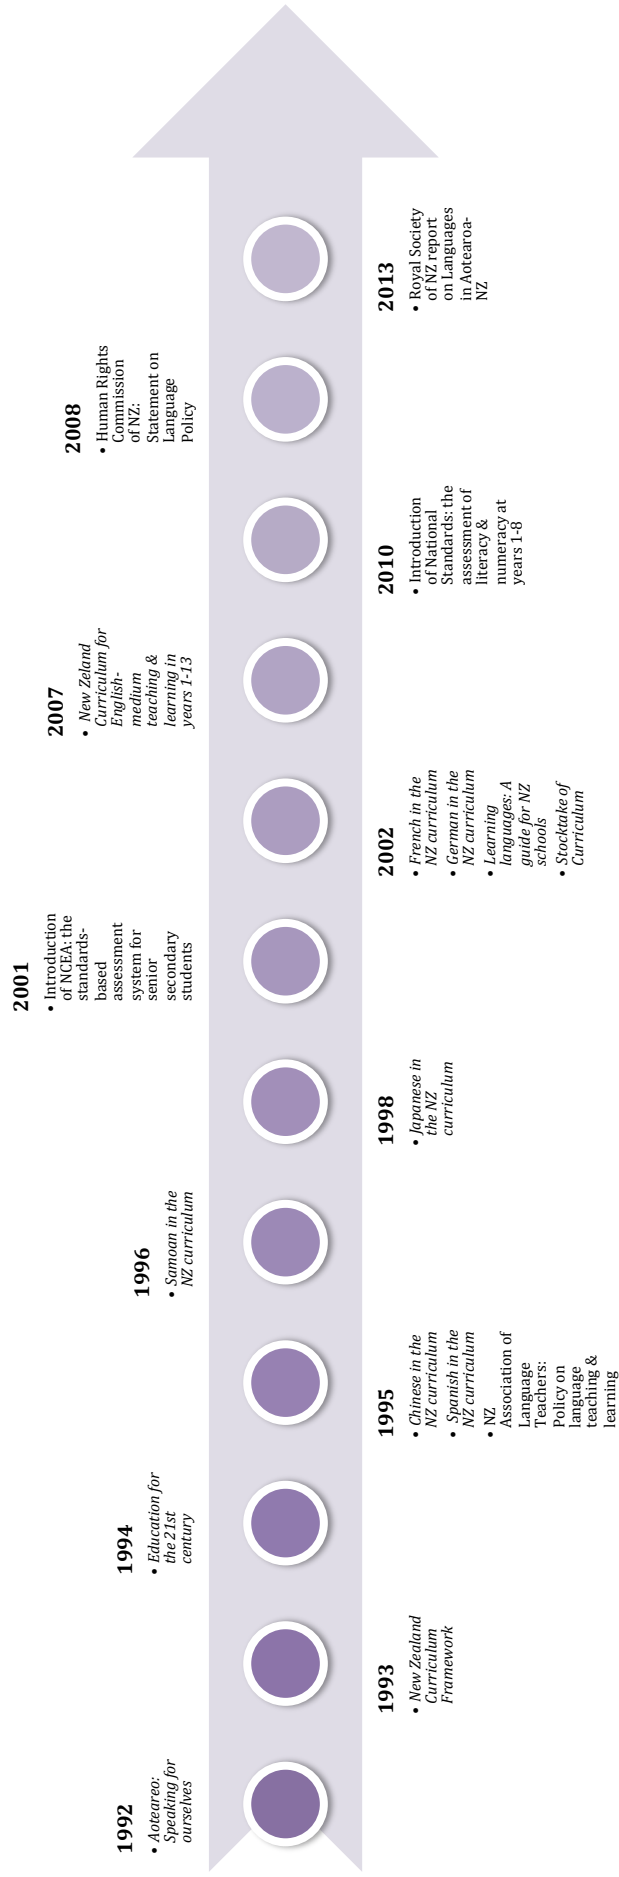 1992
• Aoteareo:
Speaking for
ourselves
1993
• New Zealand
Curriculum
Framework
1994
• Education for
the 21st
century
1995
• Chinese in the
NZ curriculum
• Spanish in the
NZ curriculum
• NZ
Association of
Language
Teachers:
Policy on
language
teaching &
learning
1996
• Samoan in the
NZ curriculum
1998
• Japanese in
the NZ
curriculum
2001
• Introduction
of NCEA: the
standards-
based
assessment
system for
senior
secondary
students
2002
• French in the
NZ curriculum
• German in the
NZ curriculum
• Learning
languages: A
guide for NZ
schools
• Stocktake of
Curriculum
2007
• New Zeland
Curriculum for
English-
medium
teaching &
learning in
years 1-13
2010
• Introduction
of National
Standards: the
assessment of
literacy &
numeracy at
years 1-8
2008
• Human Rights
Commission
of NZ:
Statement on
Language
Policy
2013
• Royal Society
of NZ report
on Languages
in Aotearoa-
NZ